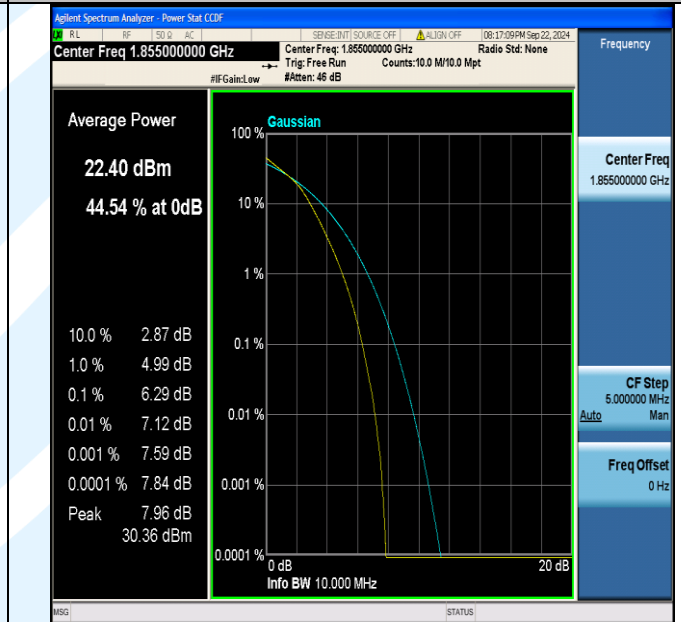 Agilent Spectrum Analyzer - Power Stat CCDF
RL RF 50 Ω AC SENSE:INT SOURCE OFF ALIGN OFF 08:17:09 PM Sep 22, 2024
Center Freq 1.855000000 GHz
Center Freq: 1.855000000 GHz Radio Std: None
Trig: Free Run Counts:10.0 M/10.0 Mpt
#IFGain:Low #Atten: 46 dB
Frequency
Average Power
22.40 dBm
44.54 % at 0dB
10.0 % 2.87 dB
1.0 % 4.99 dB
0.1 % 6.29 dB
0.01 % 7.12 dB
0.001 % 7.59 dB
0.0001 % 7.84 dB
Peak 7.96 dB
30.36 dBm
Gaussian
100 %
10 %
1 %
0.1 %
0.01 %
0.001 %
0.0001 %
0 dB 20 dB
Info BW 10.000 MHz
Center Freq
1.855000000 GHz
CF Step
5.000000 MHz
Auto Man
Freq Offset
0 Hz
MSG STATUS